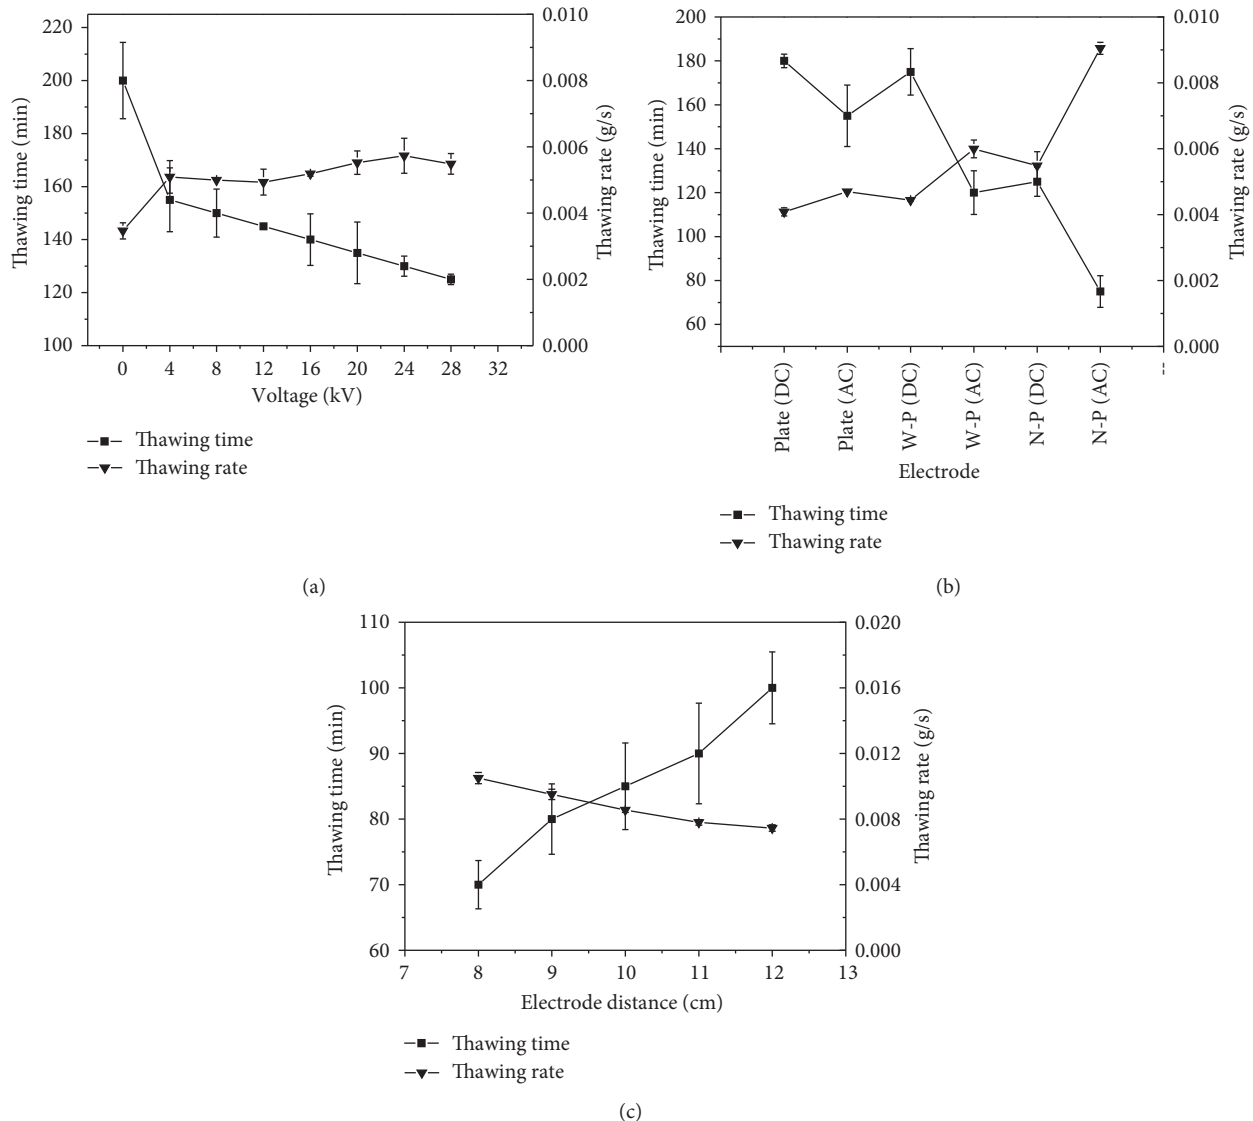 220
200
180
160
140
120
100
Thawing time (min)
0.010
0.008
0.006
0.004
0.002
0.000
Thawing rate (g/s)
0 4 8 12 16 20 24 28 32
Voltage (kV)
Thawing time
Thawing rate
(a)
200
180
160
140
120
100
80
60
Thawing time (min)
0.010
0.008
0.006
0.004
0.002
0.000
Thawing rate (g/s)
Plate (DC)
Plate (AC)
W-P (DC)
W-P (AC)
N-P (DC)
N-P (AC)
--
Electrode
Thawing time
Thawing rate
(b)
110
100
90
80
70
60
Thawing time (min)
0.020
0.016
0.012
0.008
0.004
0.000
Thawing rate (g/s)
7 8 9 10 11 12 13
Electrode distance (cm)
Thawing time
Thawing rate
(c)